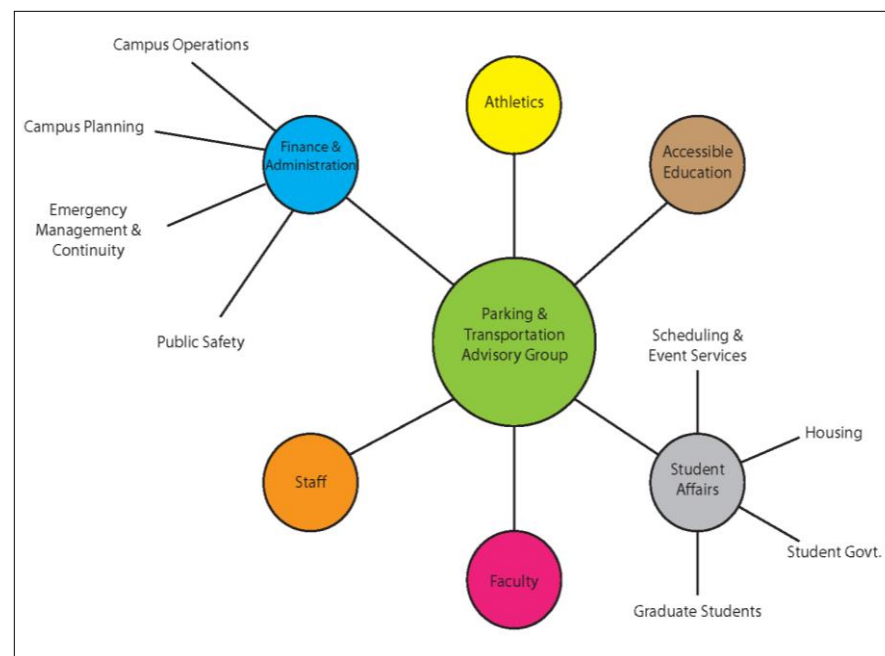 Campus Operations
Campus Planning
Emergency
Management &
Continuity
Public Safety
Finance &
Administration
Athletics
Accessible
Education
Parking &
Transportation
Advisory Group
Scheduling &
Event Services
Housing
Student
Affairs
Student Govt.
Graduate Students
Staff
Faculty